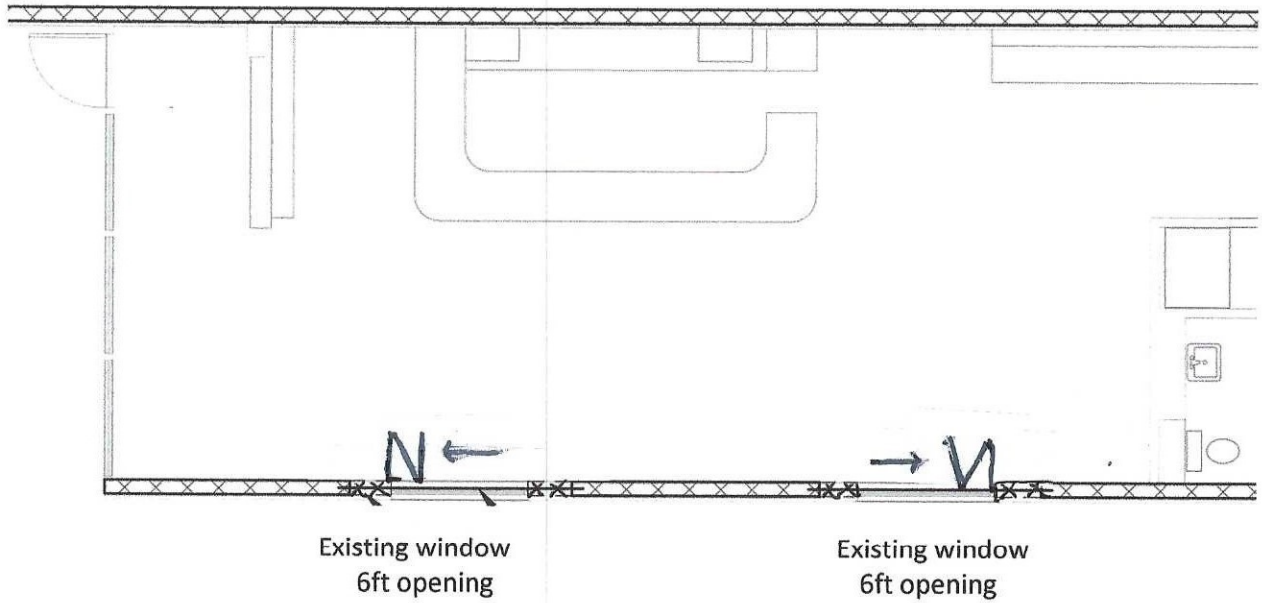 N ← → И
Existing window Existing window
6ft opening 6ft opening